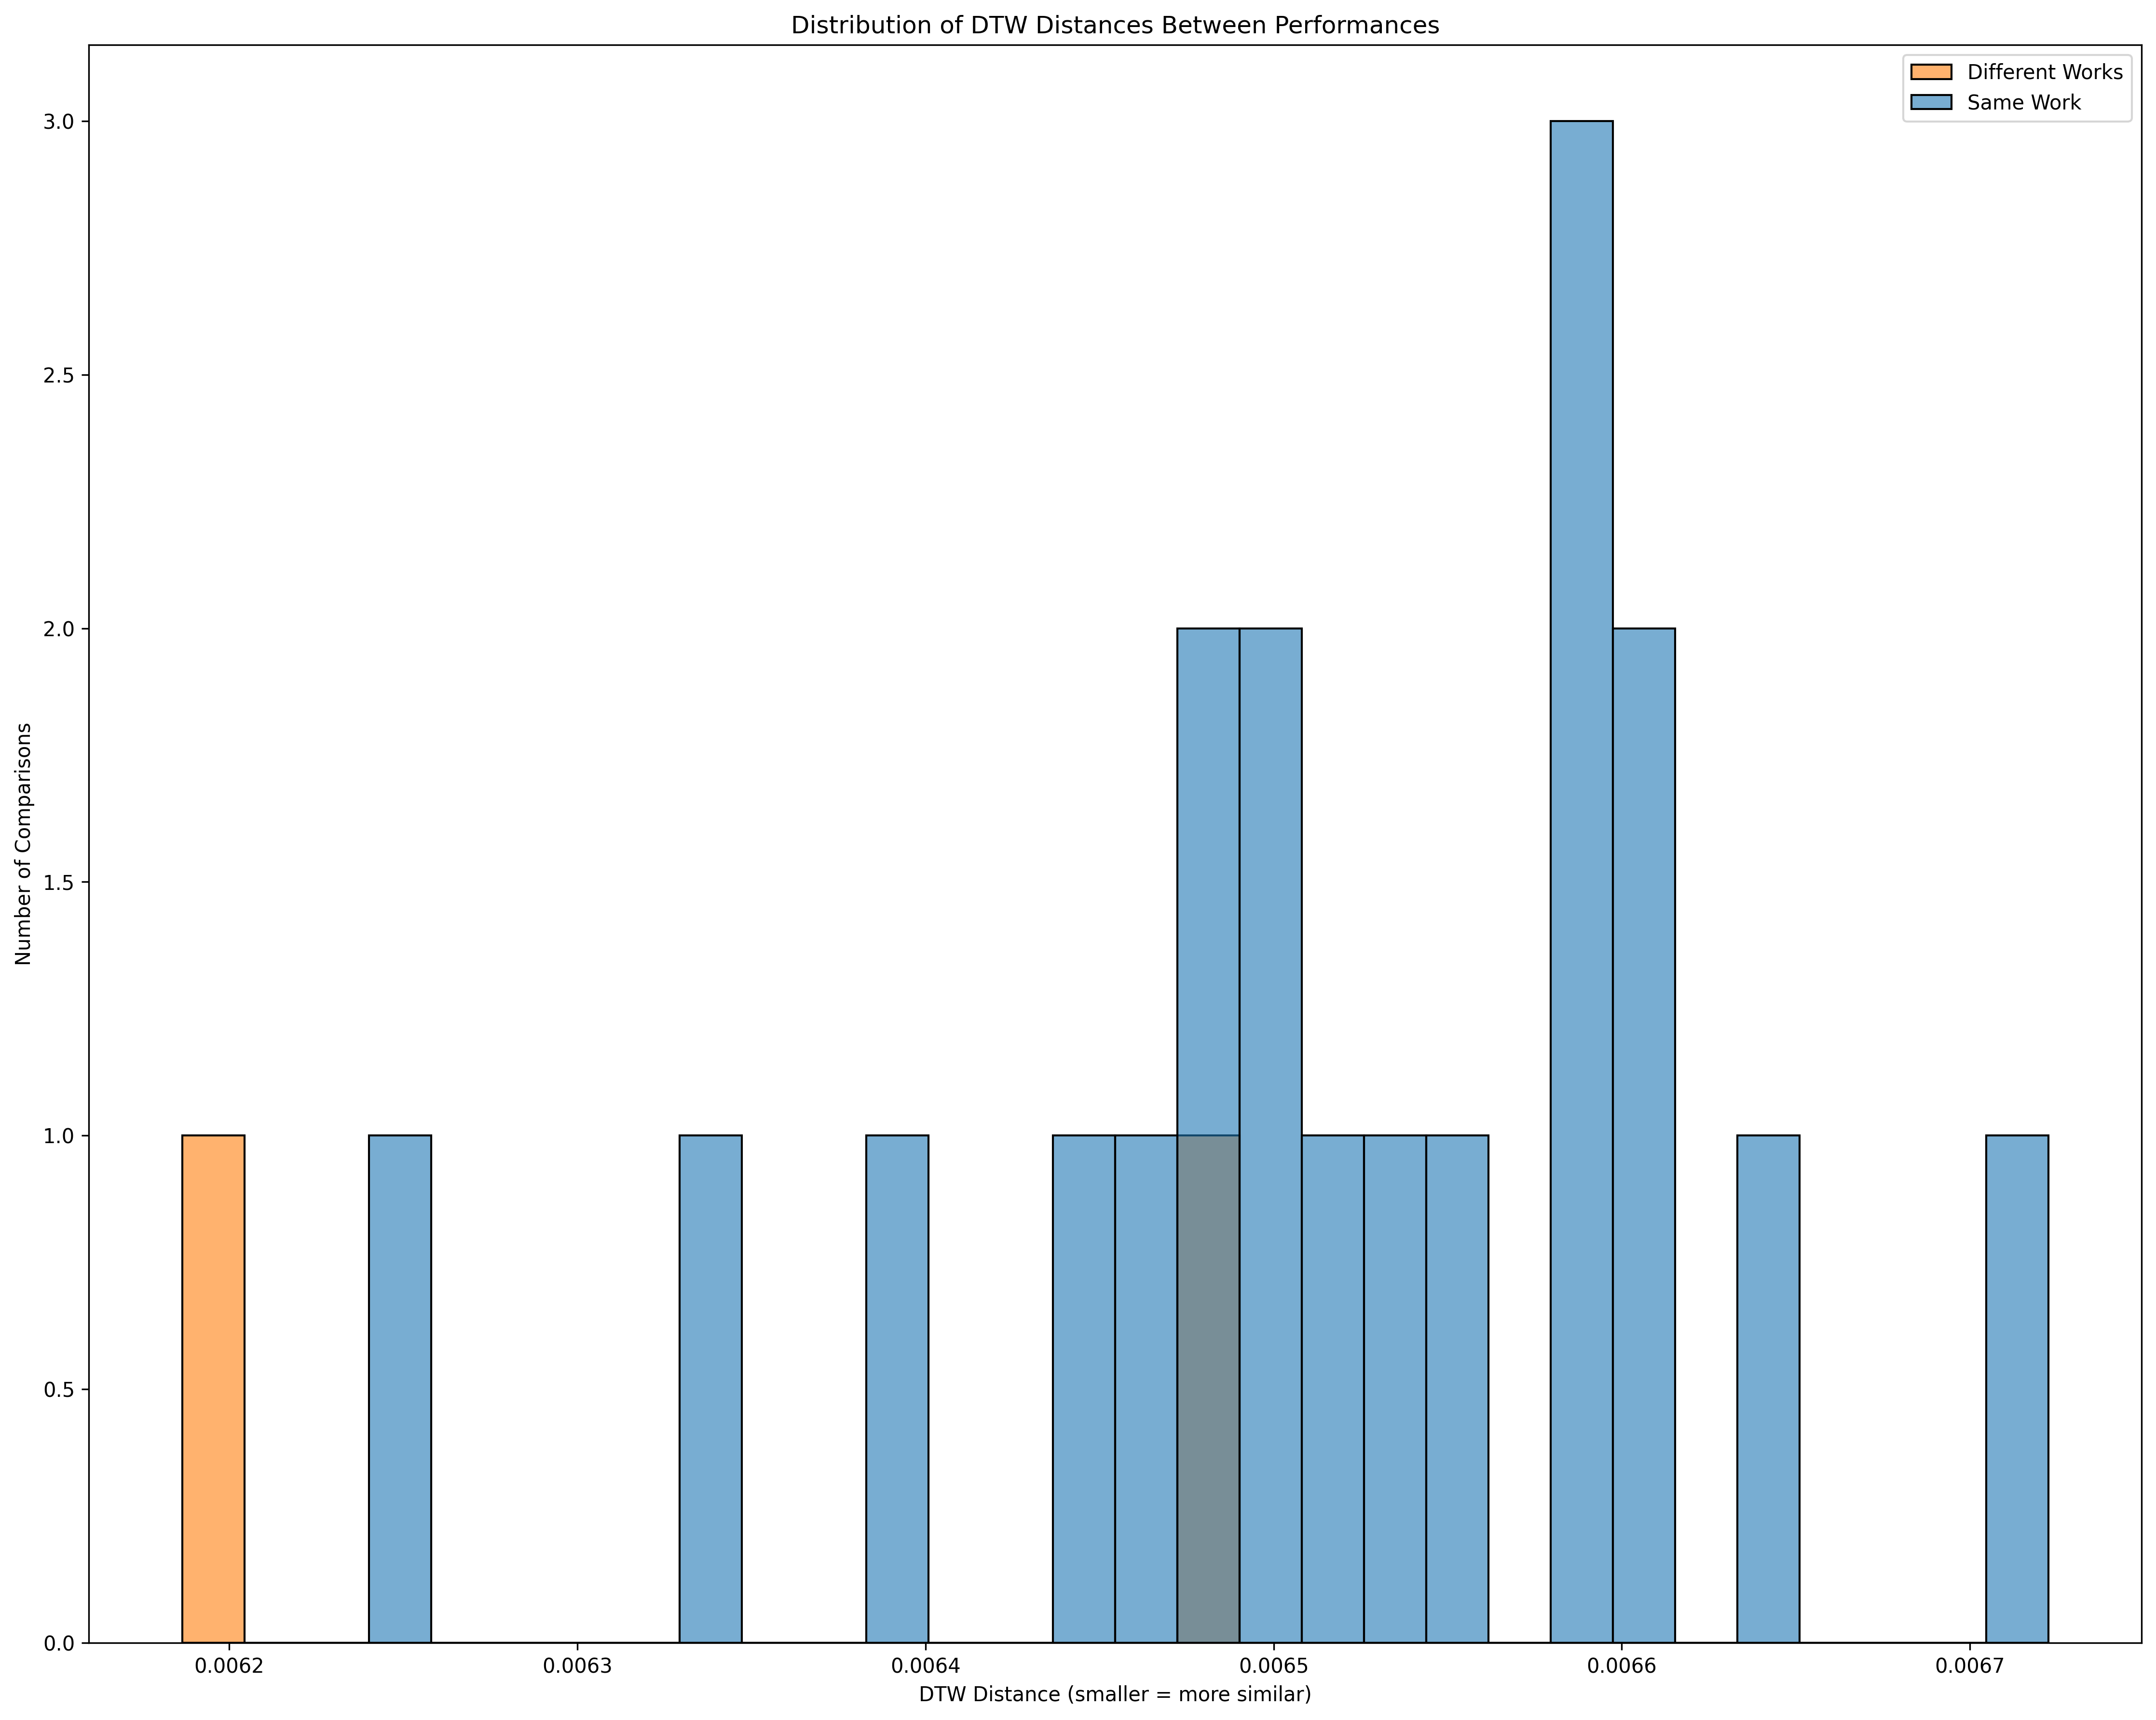 Distribution of DTW Distances Between Performances
Different Works
Same Work
Number of Comparisons
3.0
2.5
2.0
1.5
1.0
0.5
0.0
0.0062 0.0063 0.0064 0.0065 0.0066 0.0067
DTW Distance (smaller = more similar)